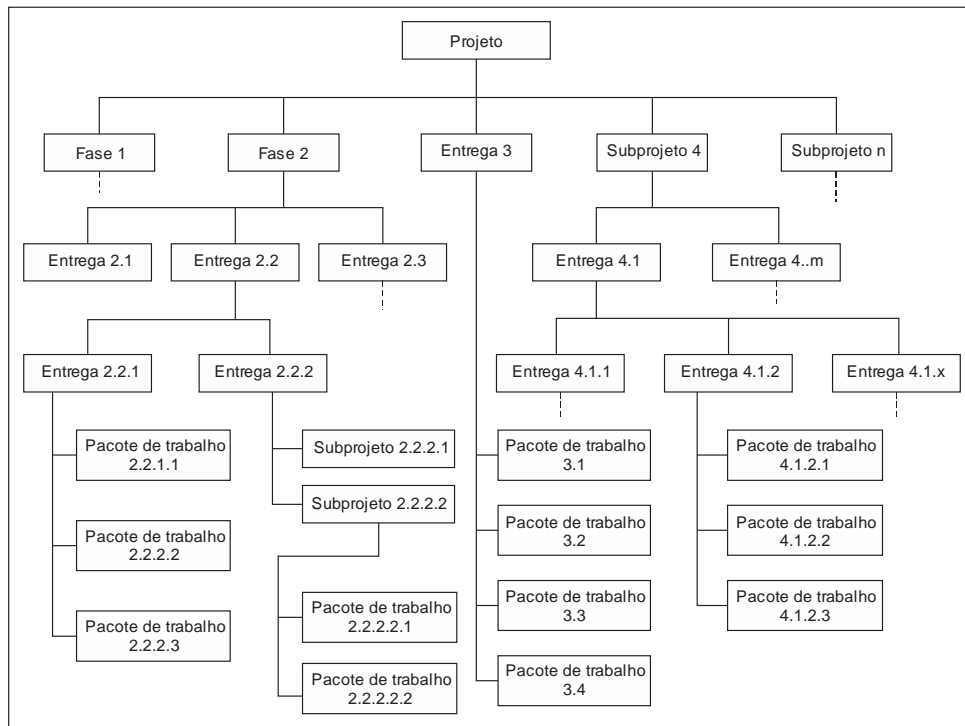 Projeto
Fase 1
Fase 2
Entrega 3
Subprojeto 4
Subprojeto n
Entrega 2.1
Entrega 2.2
Entrega 2.3
Entrega 4.1
Entrega 4..m
Entrega 2.2.1
Entrega 2.2.2
Entrega 4.1.1
Entrega 4.1.2
Entrega 4.1.x
Pacote de trabalho
2.2.1.1
Pacote de trabalho
2.2.2.2
Pacote de trabalho
2.2.2.3
Subprojeto 2.2.2.1
Subprojeto 2.2.2.2
Pacote de trabalho
2.2.2.2.1
Pacote de trabalho
2.2.2.2.2
Pacote de trabalho
3.1
Pacote de trabalho
3.2
Pacote de trabalho
3.3
Pacote de trabalho
3.4
Pacote de trabalho
4.1.2.1
Pacote de trabalho
4.1.2.2
Pacote de trabalho
4.1.2.3